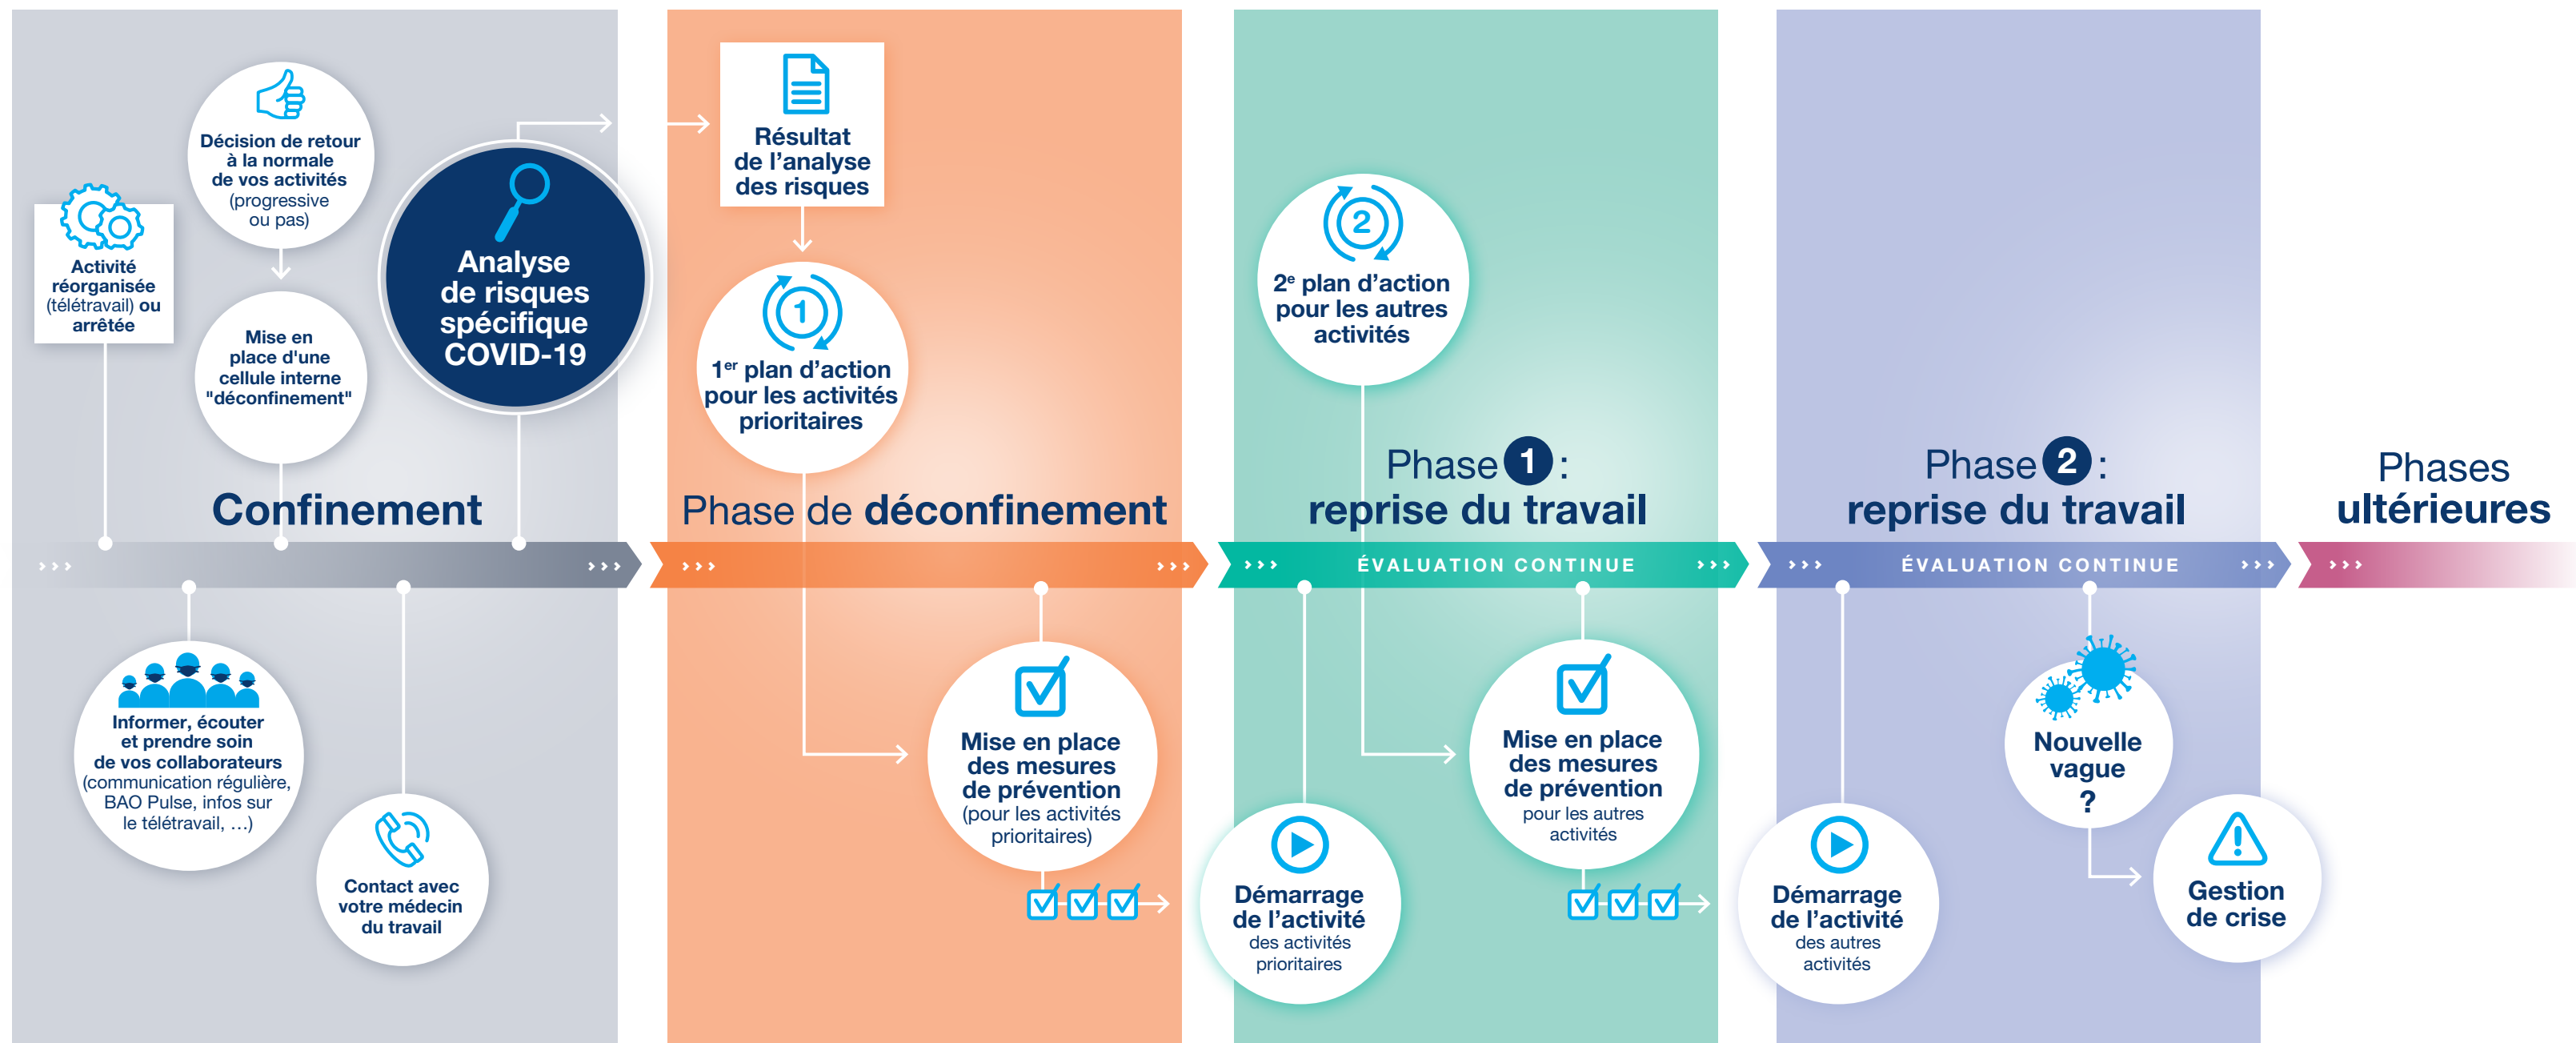 Activité
réorganisée
(télétravail) ou
arrêtée
Décision de retour
à la normale
de vos activités
(progressive
ou pas)
Mise en
place d'une
cellule interne
"déconfinement"
Analyse
de risques
spécifique
COVID-19
Confinement
Informer, écouter
et prendre soin
de vos collaborateurs
(communication régulière,
BAO Pulse, infos sur
le télétravail, …)
Contact avec
votre médecin
du travail
Résultat
de l’analyse
des risques
1
1er plan d’action
pour les activités
prioritaires
Phase de déconfinement
Mise en place
des mesures
de prévention
(pour les activités
prioritaires)
2
2e plan d’action
pour les autres
activités
Phase 1 :
reprise du travail
ÉVALUATION CONTINUE
Démarrage
de l’activité
des activités
prioritaires
Mise en place
des mesures
de prévention
pour les autres
activités
Phase 2 :
reprise du travail
ÉVALUATION CONTINUE
Démarrage
de l’activité
des autres
activités
Nouvelle
vague
?
Gestion
de crise
Phases
ultérieures